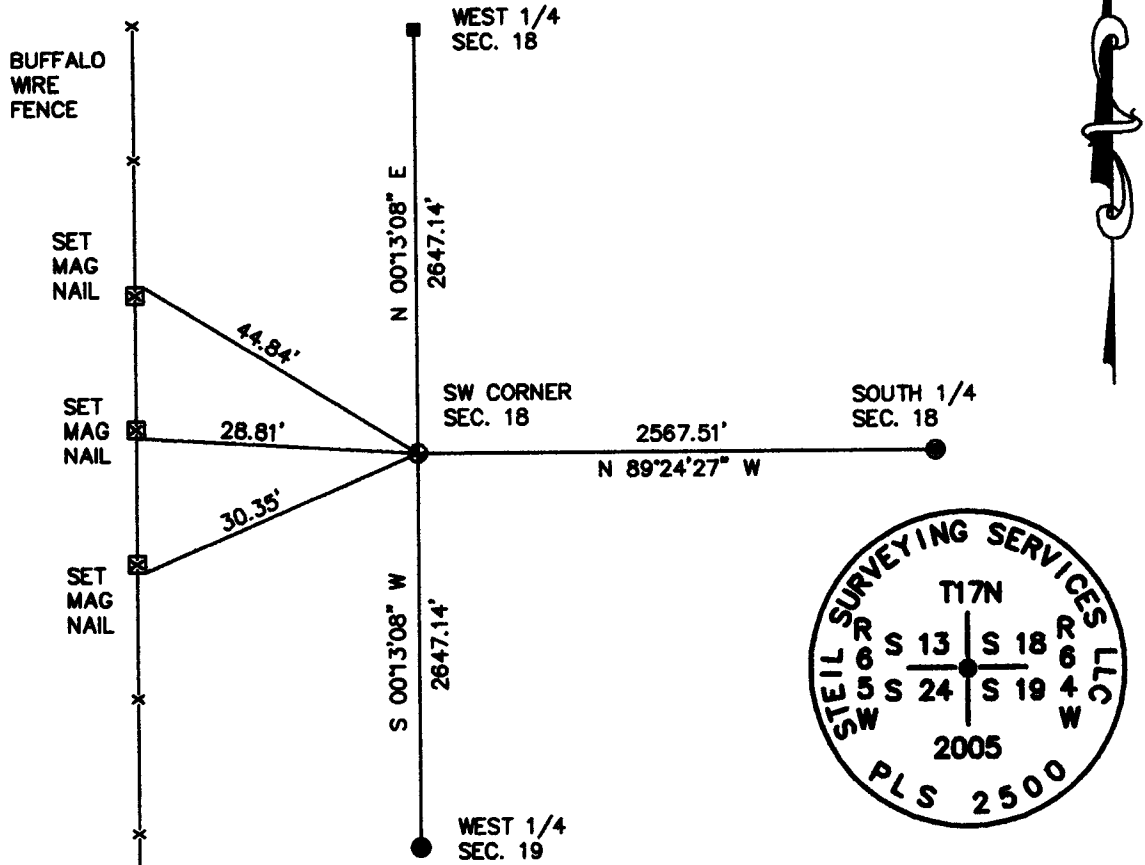 WEST 1/4
SEC. 18
BUFFALO
WIRE
FENCE
N 00°13'08" E
2647.14'
SET
MAG
NAIL
44.84'
SW CORNER
SEC. 18
SOUTH 1/4
SEC. 18
SET
MAG
NAIL
28.81'
2567.51'
N 89°24'27" W
30.35'
SET
MAG
NAIL
S 00°13'08" W
2647.14'
STEIL SURVEYING SERVICES LLC
T17N
R65W
S 13
S 18
R64W
S 24
S 19
2005
PLS 2500
WEST 1/4
SEC. 19